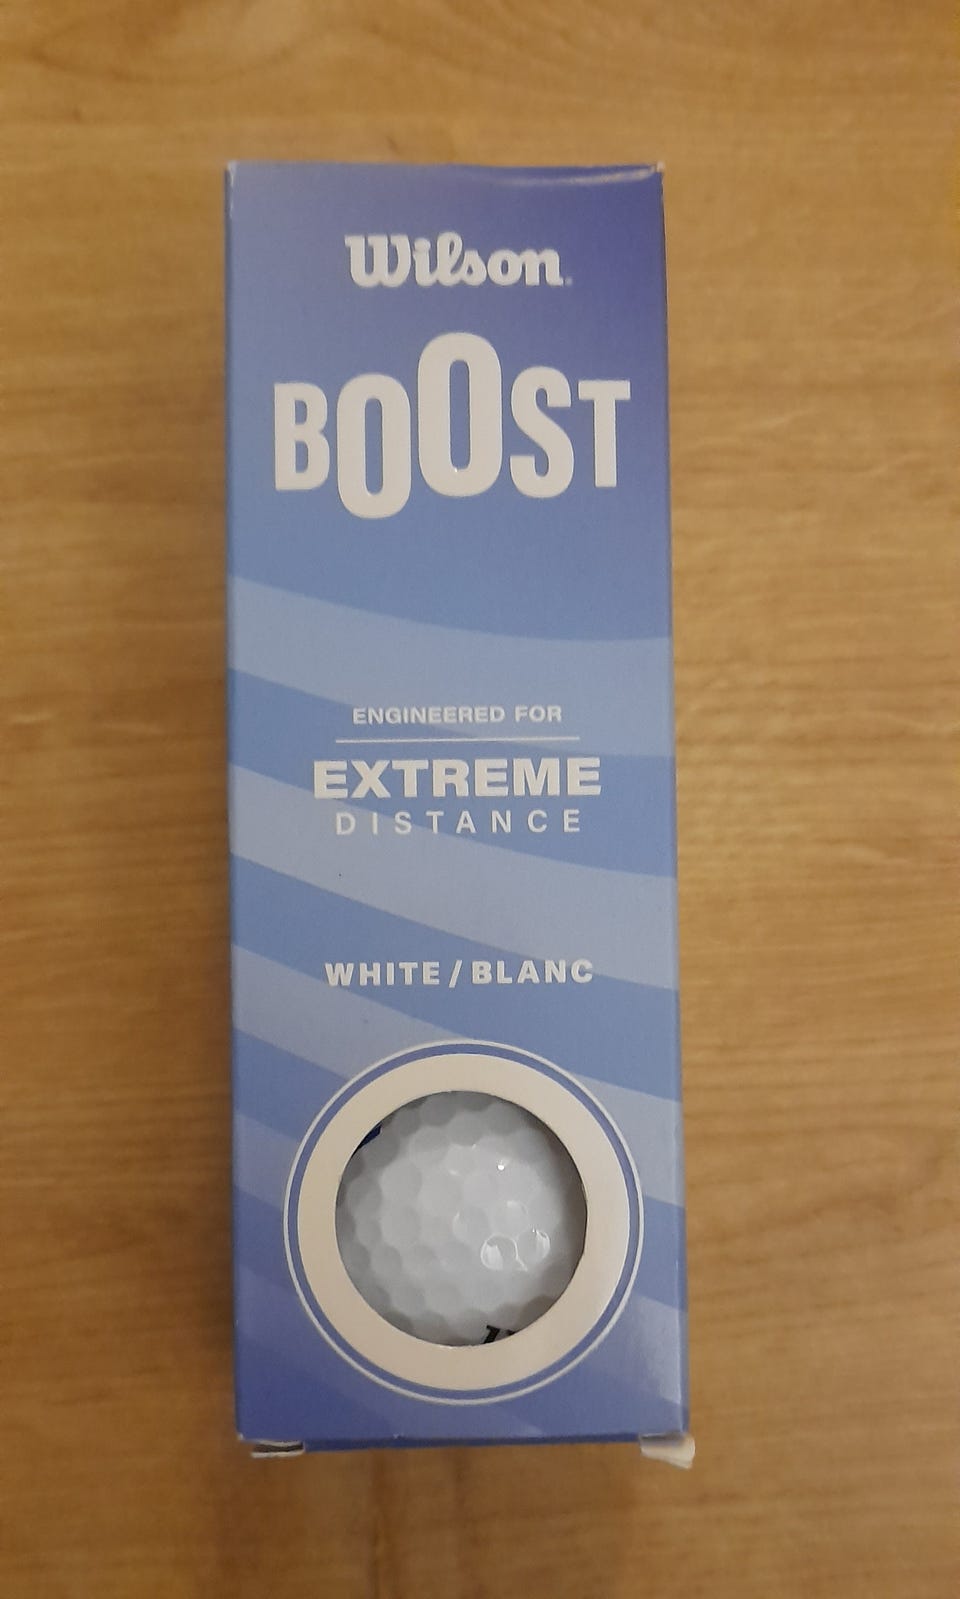 Wilson
BOOST
ENGINEERED FOR
EXTREME
DISTANCE
WHITE / BLANC